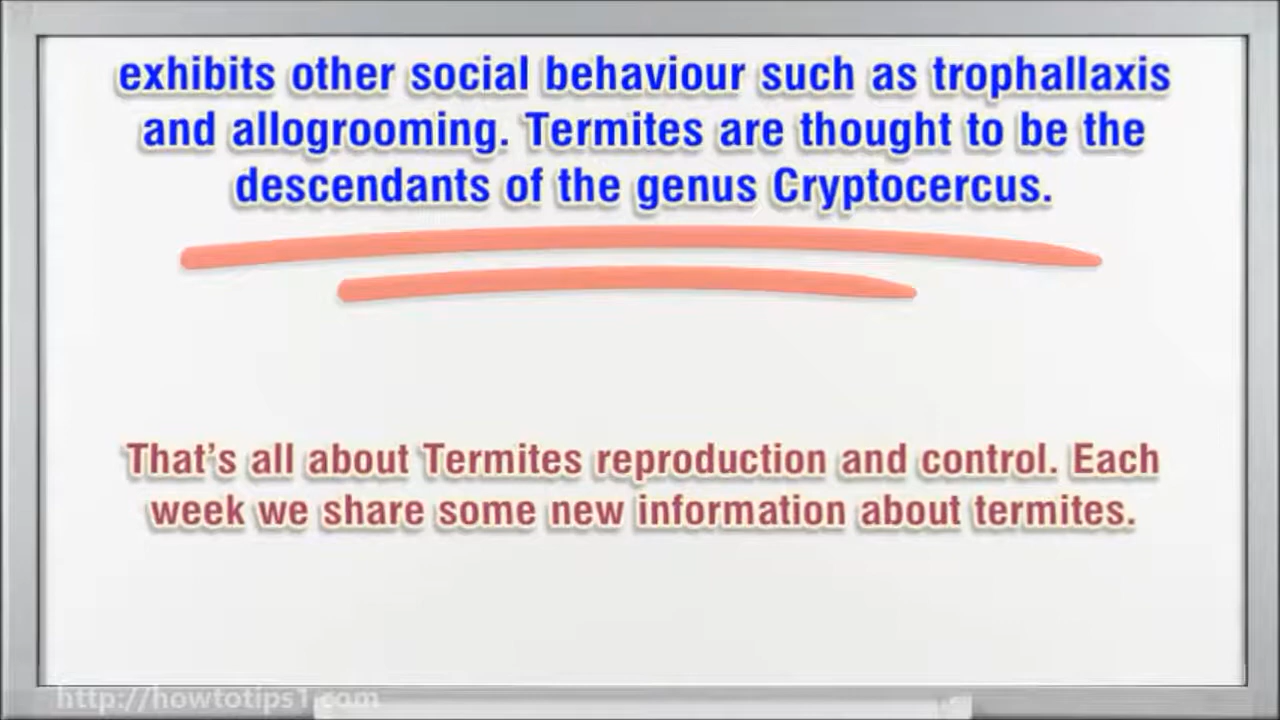 exhibits other social behaviour such as trophallaxis
and allogrooming. Termites are thought to be the
descendants of the genus Cryptocercus.
That's all about Termites reproduction and control. Each
week we share some new information about termites.
http://howtotips1.com